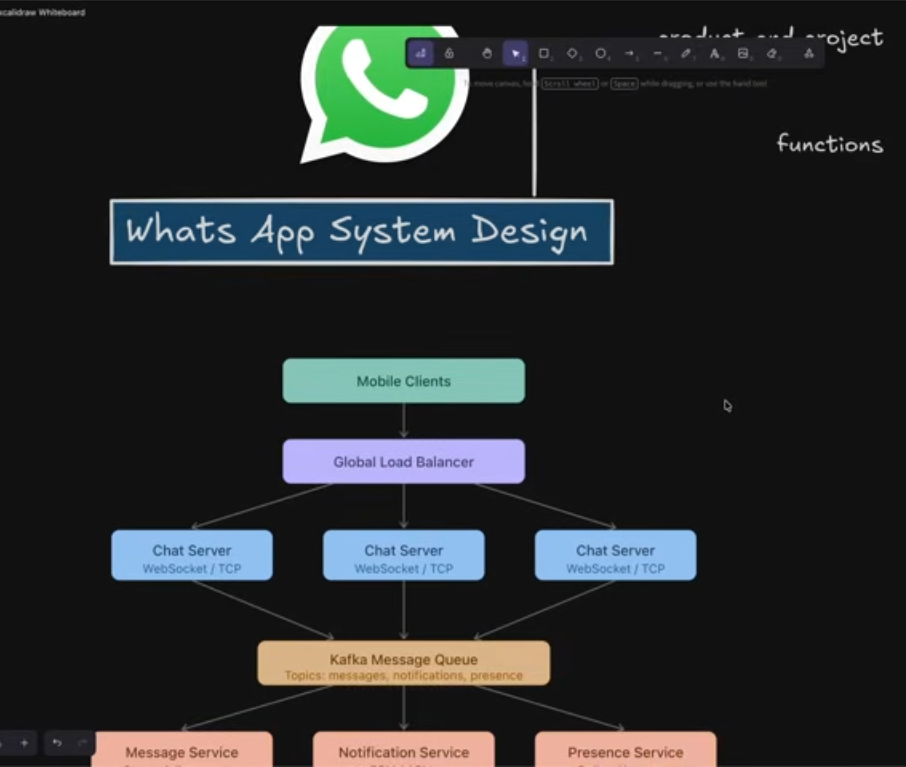 Excalidraw Whiteboard
product and project
To move canvas, hold Scroll wheel or Space while dragging, or use the hand tool
functions
Whats App System Design
Mobile Clients
Global Load Balancer
Chat Server
WebSocket / TCP
Chat Server
WebSocket / TCP
Chat Server
WebSocket / TCP
Kafka Message Queue
Topics: messages, notifications, presence
Message Service
Notification Service
Presence Service